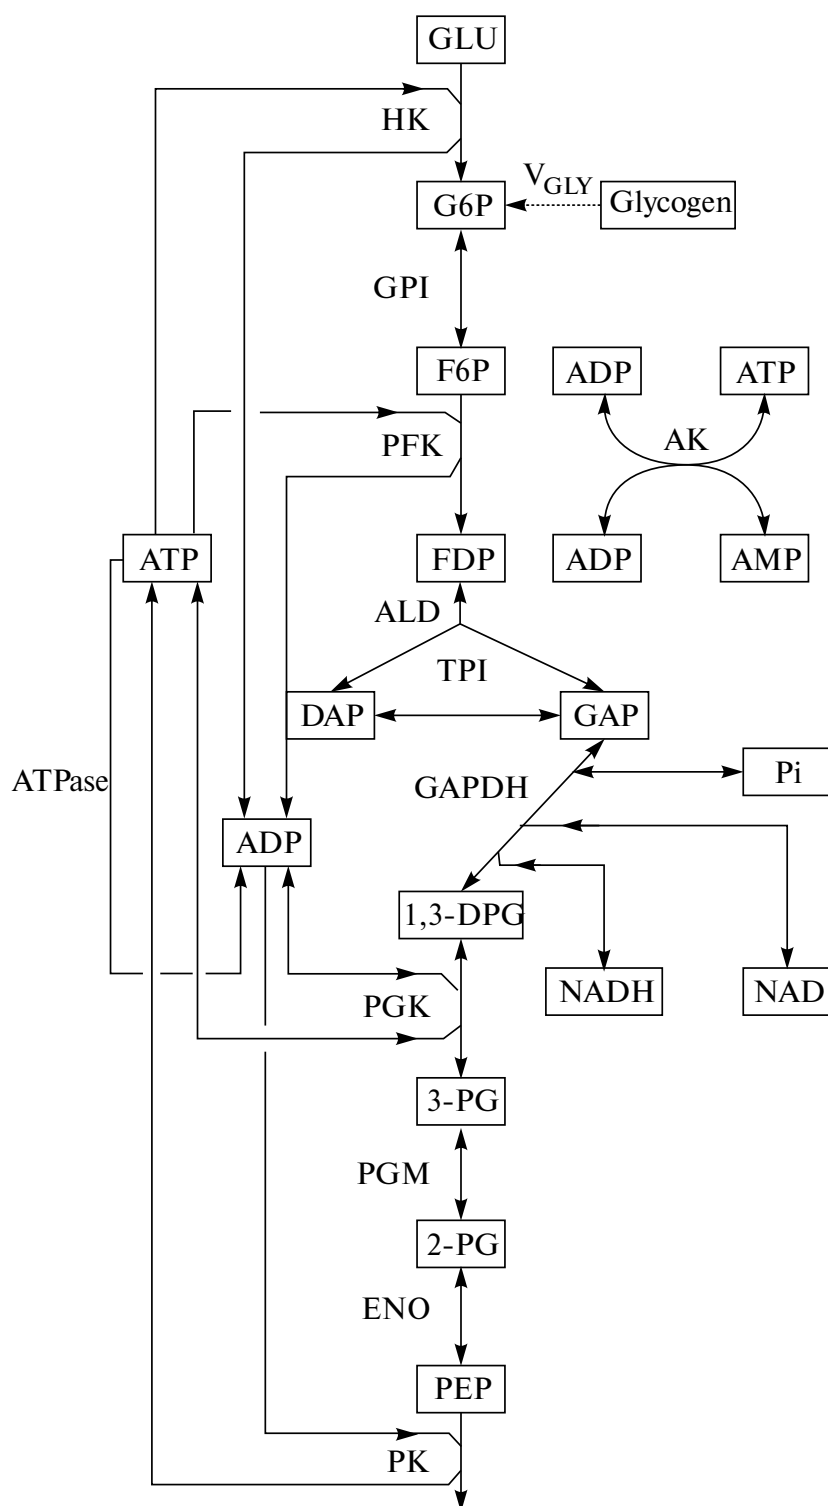 GLU
HK
V_GLY
G6P
Glycogen
GPI
F6P
ADP
ATP
PFK
AK
ATP
FDP
ADP
AMP
ALD
TPI
DAP
GAP
ATPase
GAPDH
Pi
ADP
1,3-DPG
NADH
NAD
PGK
3-PG
PGM
2-PG
ENO
PEP
PK